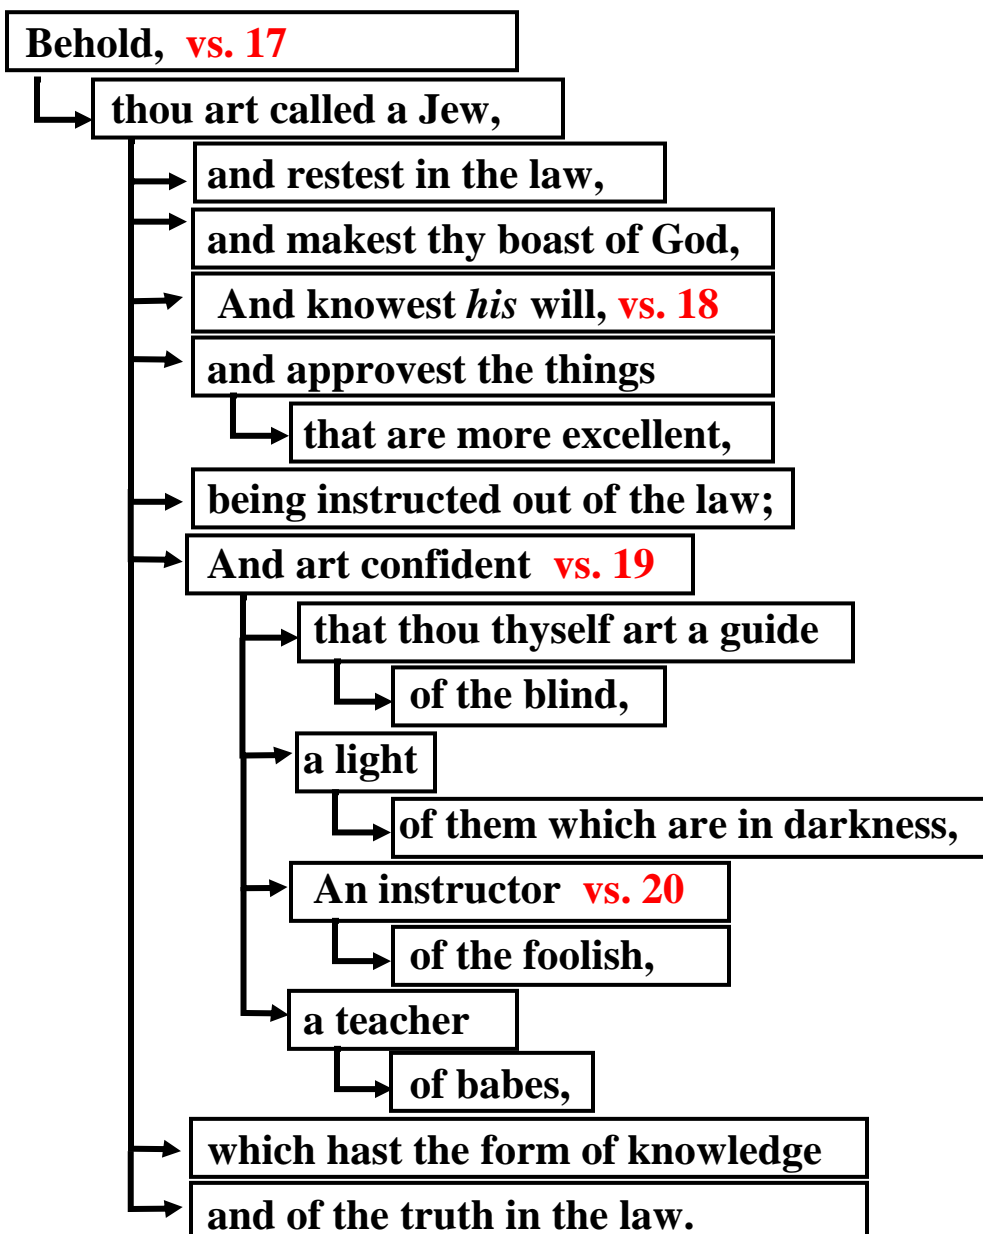 Behold, vs. 17
thou art called a Jew,
and restest in the law,
and makest thy boast of God,
And knowest his will, vs. 18
and approvest the things
that are more excellent,
being instructed out of the law;
And art confident vs. 19
that thou thyself art a guide
of the blind,
a light
of them which are in darkness,
An instructor vs. 20
of the foolish,
a teacher
of babes,
which hast the form of knowledge
and of the truth in the law.